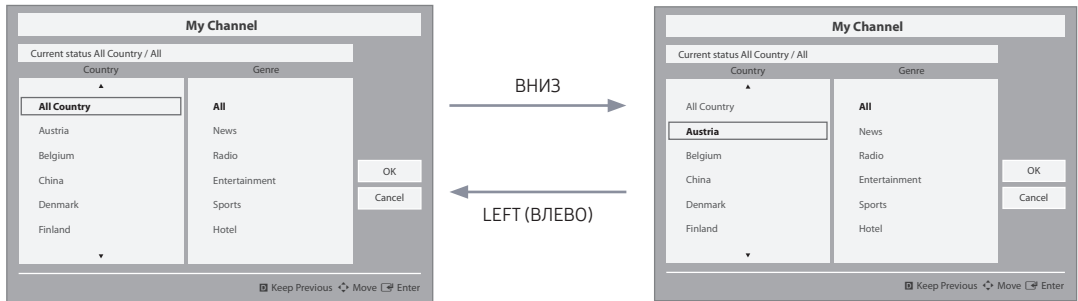 My Channel
Current status All Country / All
Country Genre
All Country All
Austria News
Belgium Radio
China Entertainment
Denmark Sports
Finland Hotel
OK
Cancel
D Keep Previous Move Enter
ВНИЗ
LEFT (ВЛЕВО)
My Channel
Current status All Country / All
Country Genre
All Country All
Austria News
Belgium Radio
China Entertainment
Denmark Sports
Finland Hotel
OK
Cancel
D Keep Previous Move Enter